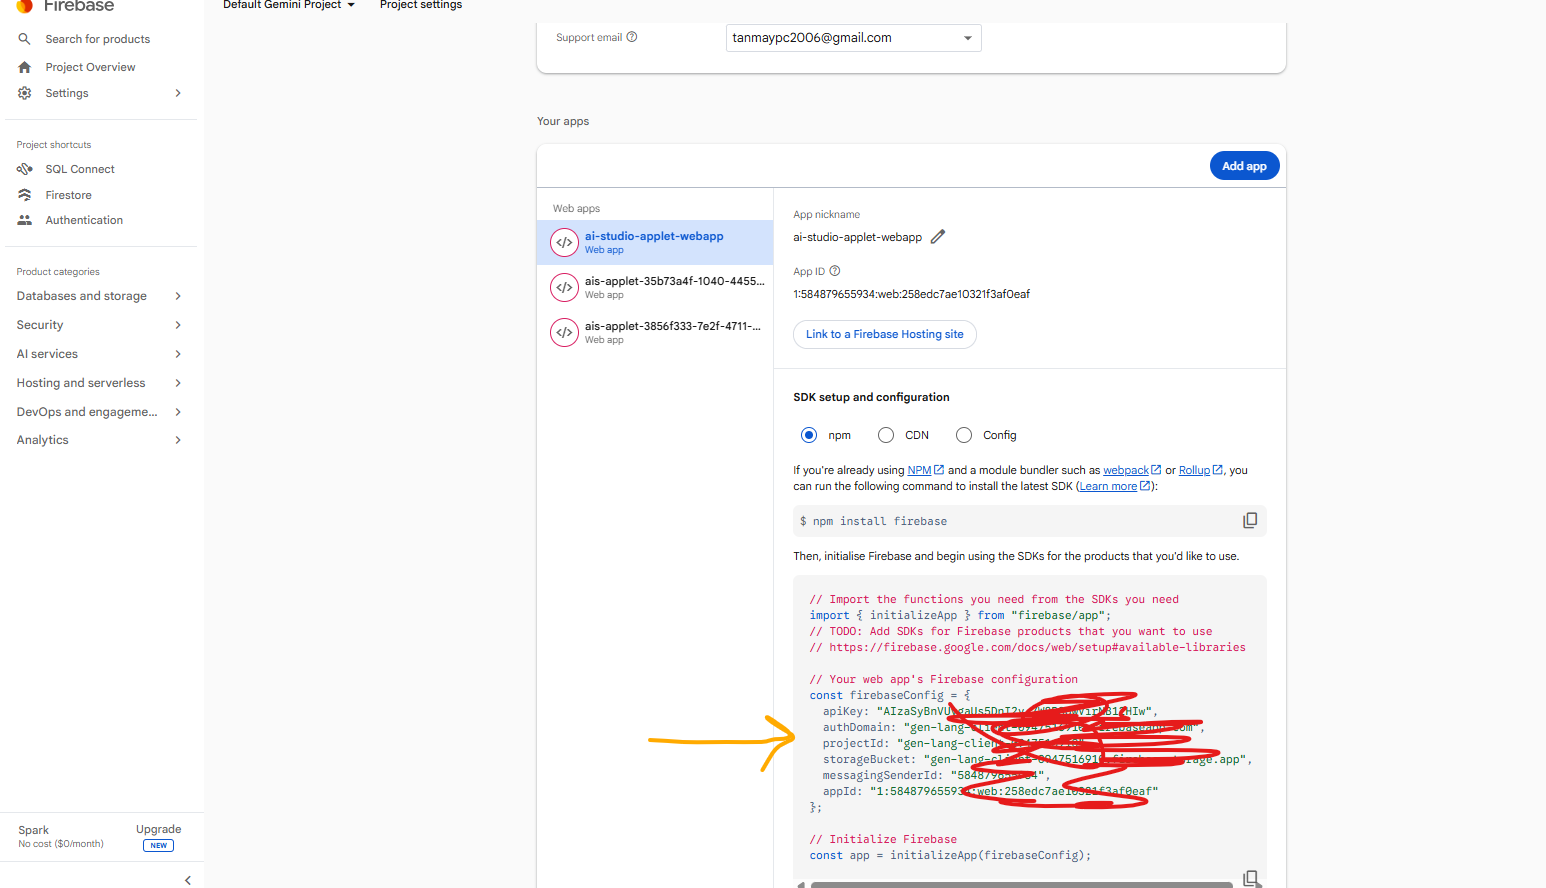 Firebase
Default Gemini Project
Project settings
Search for products
Project Overview
Settings
Project shortcuts
SQL Connect
Firestore
Authentication
Product categories
Databases and storage
Security
AI services
Hosting and serverless
DevOps and engageme...
Analytics
Spark
No cost ($0/month)
Upgrade
NEW
Support email
tanmaypc2006@gmail.com
Your apps
Add app
Web apps
ai-studio-applet-webapp
Web app
ais-applet-35b73a4f-1040-4455...
Web app
ais-applet-3856f333-7e2f-4711-...
Web app
App nickname
ai-studio-applet-webapp
App ID
1:584879655934:web:258edc7ae10321f3af0eaf
Link to a Firebase Hosting site
SDK setup and configuration
npm CDN Config
If you're already using NPM and a module bundler such as webpack or Rollup, you
can run the following command to install the latest SDK (Learn more):
$ npm install firebase
Then, initialise Firebase and begin using the SDKs for the products that you'd like to use.
// Import the functions you need from the SDKs you need
import { initializeApp } from "firebase/app";
// TODO: Add SDKs for Firebase products that you want to use
// https://firebase.google.com/docs/web/setup#available-libraries
// Your web app's Firebase configuration
const firebaseConfig = {
apiKey:
authDomain:
projectId:
storageBucket:
messagingSenderId:
appId:
};
// Initialize Firebase
const app = initializeApp(firebaseConfig);